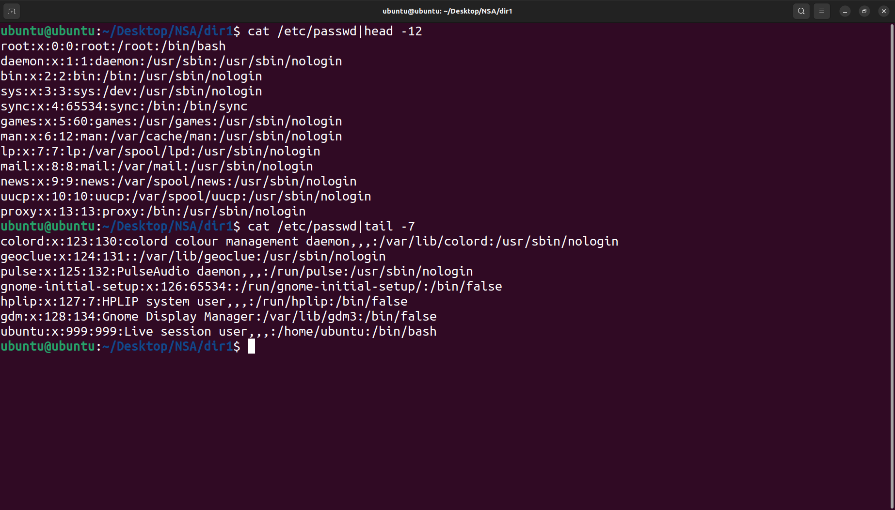 ubuntu@ubuntu: ~/Desktop/NSA/dir1
ubuntu@ubuntu:~/Desktop/NSA/dir1$ cat /etc/passwd|head -12
root:x:0:0:root:/root:/bin/bash
daemon:x:1:1:daemon:/usr/sbin:/usr/sbin/nologin
bin:x:2:2:bin:/bin:/usr/sbin/nologin
sys:x:3:3:sys:/dev:/usr/sbin/nologin
sync:x:4:65534:sync:/bin:/bin/sync
games:x:5:60:games:/usr/games:/usr/sbin/nologin
man:x:6:12:man:/var/cache/man:/usr/sbin/nologin
lp:x:7:7:lp:/var/spool/lpd:/usr/sbin/nologin
mail:x:8:8:mail:/var/mail:/usr/sbin/nologin
news:x:9:9:news:/var/spool/news:/usr/sbin/nologin
uucp:x:10:10:uucp:/var/spool/uucp:/usr/sbin/nologin
proxy:x:13:13:proxy:/bin:/usr/sbin/nologin
ubuntu@ubuntu:~/Desktop/NSA/dir1$ cat /etc/passwd|tail -7
colord:x:123:130:colord colour management daemon,,,:/var/lib/colord:/usr/sbin/nologin
geoclue:x:124:131::/var/lib/geoclue:/usr/sbin/nologin
pulse:x:125:132:PulseAudio daemon,,,:/run/pulse:/usr/sbin/nologin
gnome-initial-setup:x:126:65534::/run/gnome-initial-setup/:/bin/false
hplip:x:127:7:HPLIP system user,,,:/run/hplip:/bin/false
gdm:x:128:134:Gnome Display Manager:/var/lib/gdm3:/bin/false
ubuntu:x:999:999:Live session user,,,:/home/ubuntu:/bin/bash
ubuntu@ubuntu:~/Desktop/NSA/dir1$